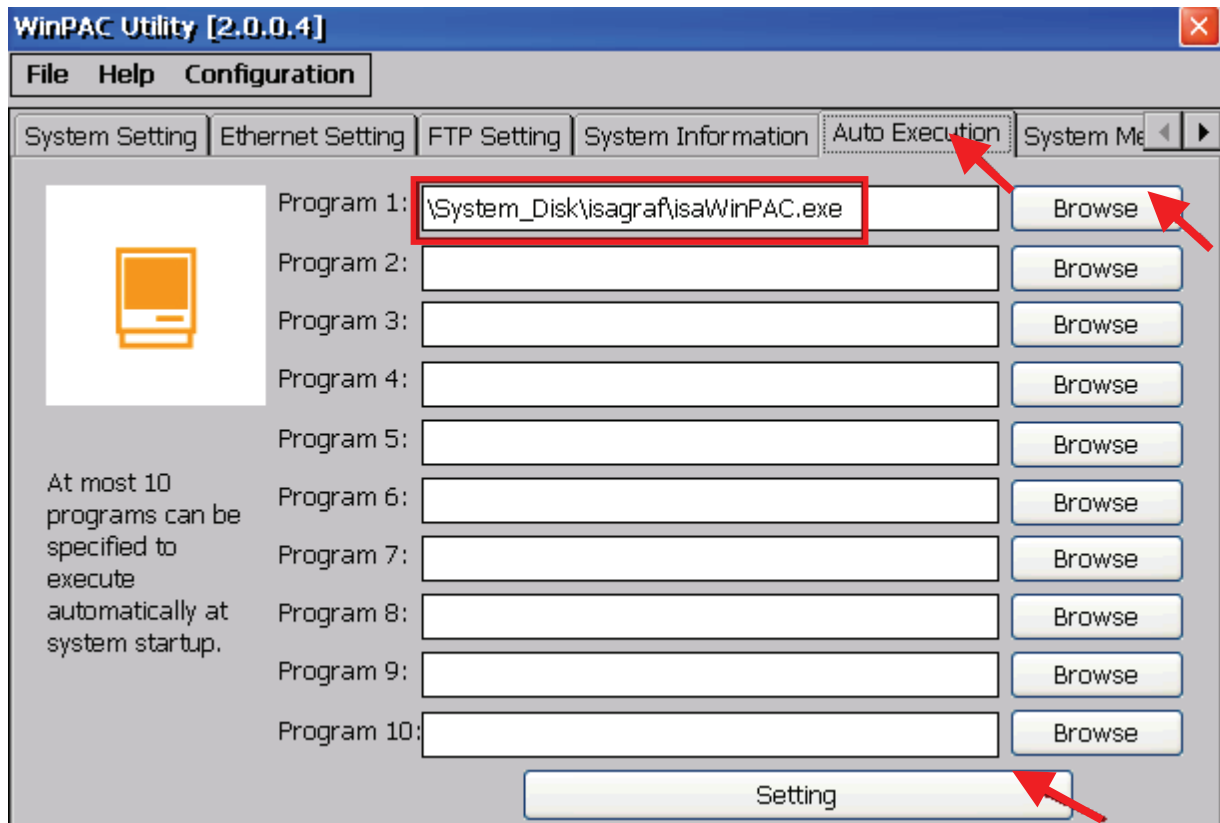 WinPAC Utility [2.0.0.4]
File Help Configuration
System Setting Ethernet Setting FTP Setting System Information Auto Execution System Me
Program 1: \System_Disk\isagraf\isaWinPAC.exe Browse
Program 2: Browse
Program 3: Browse
Program 4: Browse
Program 5: Browse
Program 6: Browse
Program 7: Browse
Program 8: Browse
Program 9: Browse
Program 10: Browse
At most 10
programs can be
specified to
execute
automatically at
system startup.
Setting